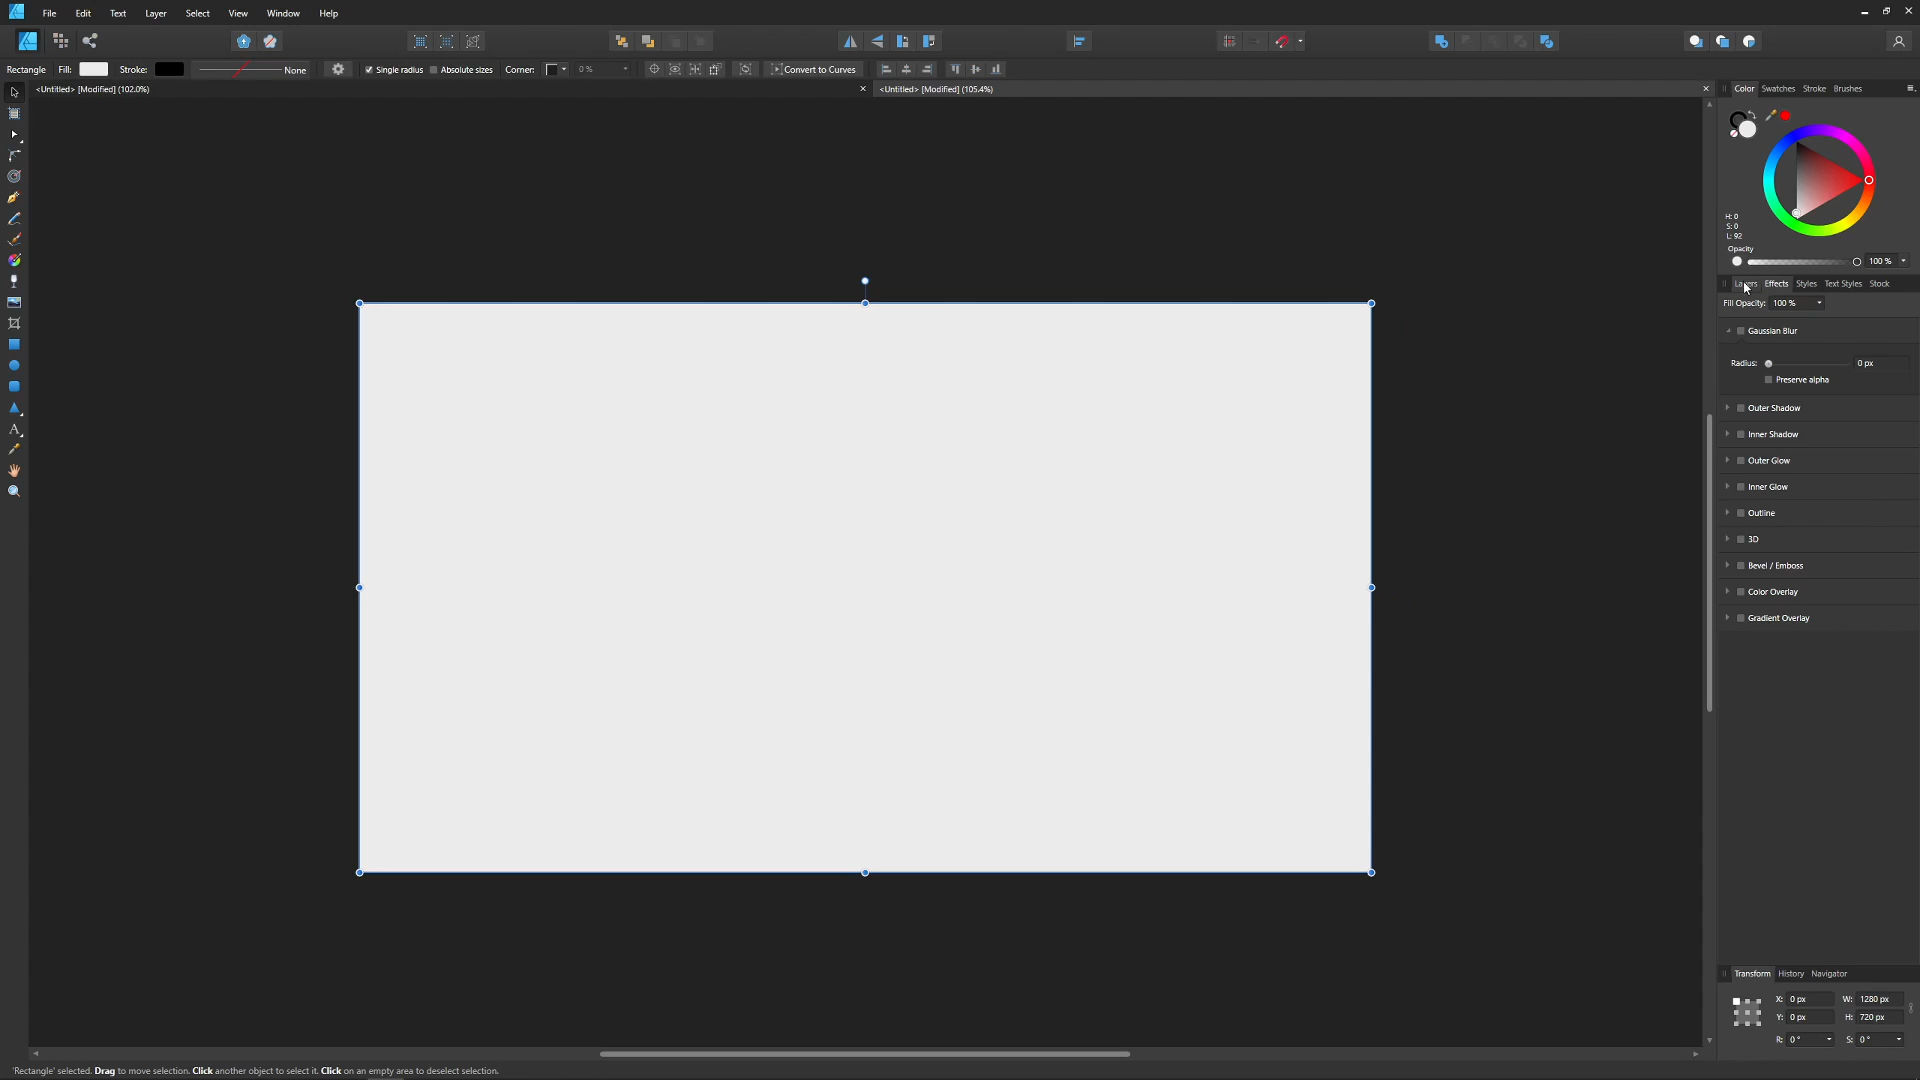 File Edit Text Layer Select View Window Help
Rectangle Fill: Stroke: None Single radius Absolute sizes Corner: 0 % Convert to Curves
<Untitled> [Modified] (102.0%) <Untitled> [Modified] (105.4%)
Color Swatches Stroke Brushes
H: 0
S: 0
L: 92
Opacity
100 %
Layers Effects Styles Text Styles Stock
Fill Opacity: 100 %
Gaussian Blur
Radius: 0 px
Preserve alpha
Outer Shadow
Inner Shadow
Outer Glow
Inner Glow
Outline
3D
Bevel / Emboss
Color Overlay
Gradient Overlay
Transform History Navigator
X: 0 px W: 1280 px
Y: 0 px H: 720 px
R: 0 ° S: 0 °
'Rectangle' selected. Drag to move selection. Click another object to select it. Click on an empty area to deselect selection.